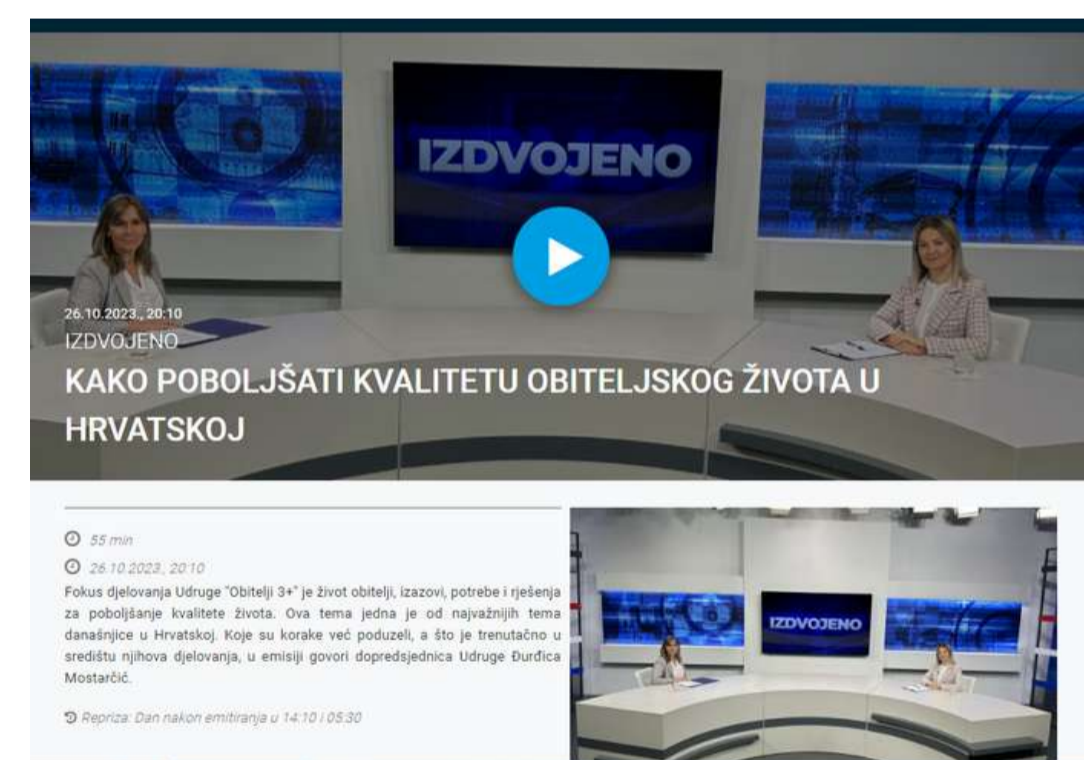 IZDVOJENO
26.10.2023., 20:10
IZDVOJENO
KAKO POBOLJŠATI KVALITETU OBITELJSKOG ŽIVOTA U
HRVATSKOJ
55 min
26.10.2023., 20:10
Fokus djelovanja Udruge "Obitelji 3+" je život obitelji, izazovi, potrebe i rješenja
za poboljšanje kvalitete života. Ova tema jedna je od najvažnijih tema
današnjice u Hrvatskoj. Koje su korake već poduzeli, a što je trenutačno u
središtu njihova djelovanja, u emisiji govori dopredsjednica Udruge Đurđica
Mostarčić.
Repriza: Dan nakon emitiranja u 14:10 i 05:30
IZDVOJENO